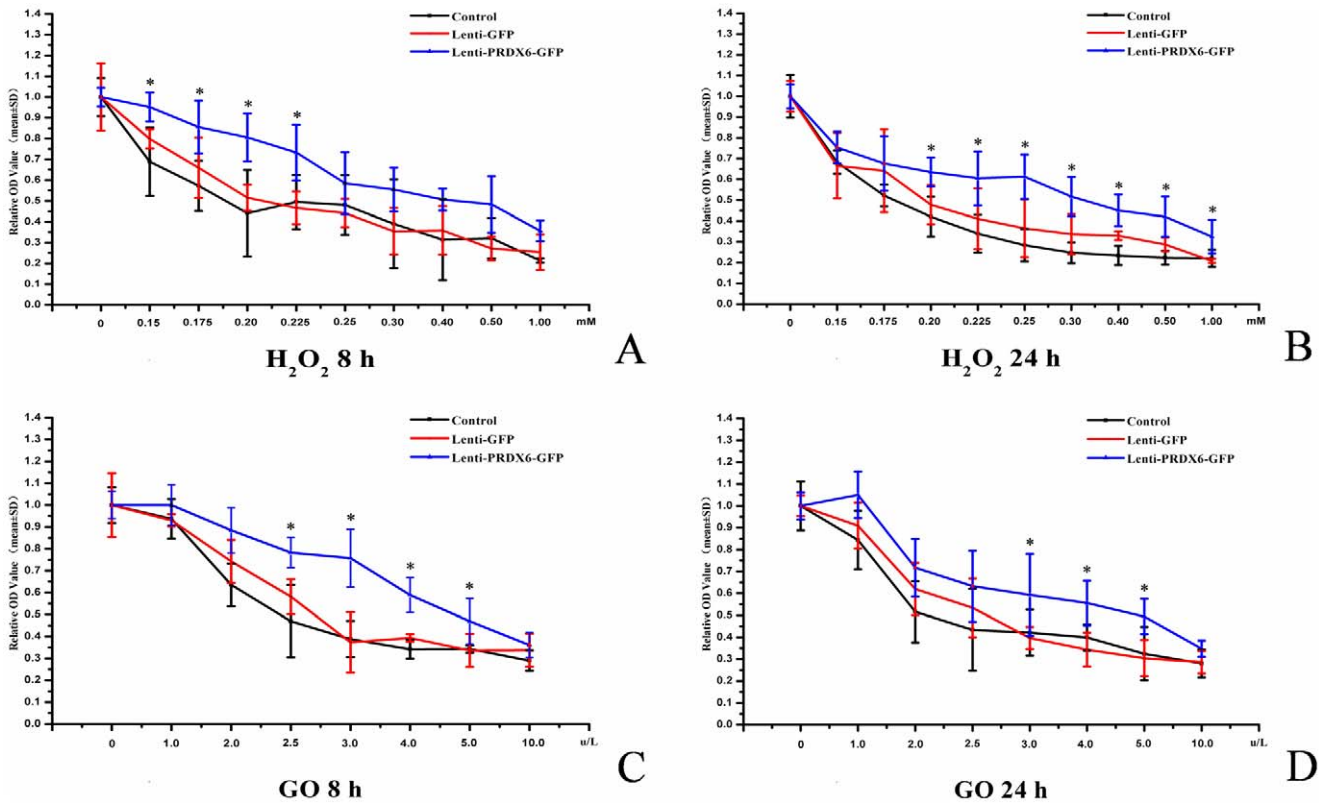 Control
Lenti-GFP
Lenti-PRDX6-GFP
Relative OD Value (mean±SD)
1.4
1.3
1.2
1.1
1.0
0.9
0.8
0.7
0.6
0.5
0.4
0.3
0.2
0.1
0.0
* * * *
0 0.15 0.175 0.20 0.225 0.25 0.30 0.40 0.50 1.00 mM
H₂O₂ 8 h
A
Control
Lenti-GFP
Lenti-PRDX6-GFP
Relative OD Value (mean±SD)
1.4
1.3
1.2
1.1
1.0
0.9
0.8
0.7
0.6
0.5
0.4
0.3
0.2
0.1
0.0
* * * * * * *
0 0.15 0.175 0.20 0.225 0.25 0.30 0.40 0.50 1.00 mM
H₂O₂ 24 h
B
Control
Lenti-GFP
Lenti-PRDX6-GFP
Relative OD Value (mean±SD)
1.4
1.3
1.2
1.1
1.0
0.9
0.8
0.7
0.6
0.5
0.4
0.3
0.2
0.1
0.0
* * * *
0 1.0 2.0 2.5 3.0 4.0 5.0 10.0 u/L
GO 8 h
C
Control
Lenti-GFP
Lenti-PRDX6-GFP
Relative OD Value (mean±SD)
1.4
1.3
1.2
1.1
1.0
0.9
0.8
0.7
0.6
0.5
0.4
0.3
0.2
0.1
0.0
* * *
0 1.0 2.0 2.5 3.0 4.0 5.0 10.0 u/L
GO 24 h
D